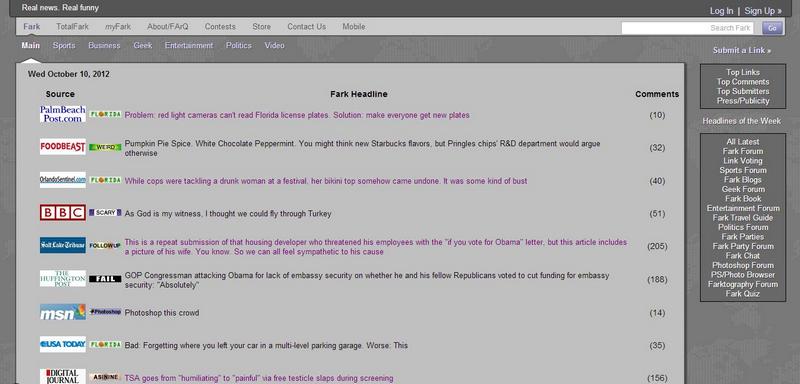 Real news. Real funny
Log In | Sign Up »
Fark TotalFark myFark About/FArQ Contests Store Contact Us Mobile
Search Fark Go
Main Sports Business Geek Entertainment Politics Video
Submit a Link »
Wed October 10, 2012
Source Fark Headline Comments
PalmBeach
Post.com
FLORIDA Problem: red light cameras can't read Florida license plates. Solution: make everyone get new plates (10)
FOODBEAST WEIRD Pumpkin Pie Spice. White Chocolate Peppermint. You might think new Starbucks flavors, but Pringles chips' R&D department would argue
otherwise (32)
OrlandoSentinel.com FLORIDA While cops were tackling a drunk woman at a festival, her bikini top somehow came undone. It was some kind of bust (40)
BBC SCARY As God is my witness, I thought we could fly through Turkey (51)
Salt Lake Tribune FOLLOWUP This is a repeat submission of that housing developer who threatened his employees with the "if you vote for Obama" letter, but this article includes
a picture of his wife. You know. So we can all feel sympathetic to his cause (205)
THE
HUFFINGTON
POST
FAIL GOP Congressman attacking Obama for lack of embassy security on whether he and his fellow Republicans voted to cut funding for embassy
security: "Absolutely" (188)
msn Photoshop Photoshop this crowd (14)
USA TODAY FLORIDA Bad: Forgetting where you left your car in a multi-level parking garage. Worse: This (35)
DIGITAL
JOURNAL
ASININE TSA goes from "humiliating" to "painful" via free testicle slaps during screening (156)
Top Links
Top Comments
Top Submitters
Press/Publicity
Headlines of the Week
All Latest
Fark Forum
Link Voting
Sports Forum
Fark Blogs
Geek Forum
Fark Book
Entertainment Forum
Fark Travel Guide
Politics Forum
Fark Parties
Fark Party Forum
Fark Chat
Photoshop Forum
PS/Photo Browser
Farktography Forum
Fark Quiz